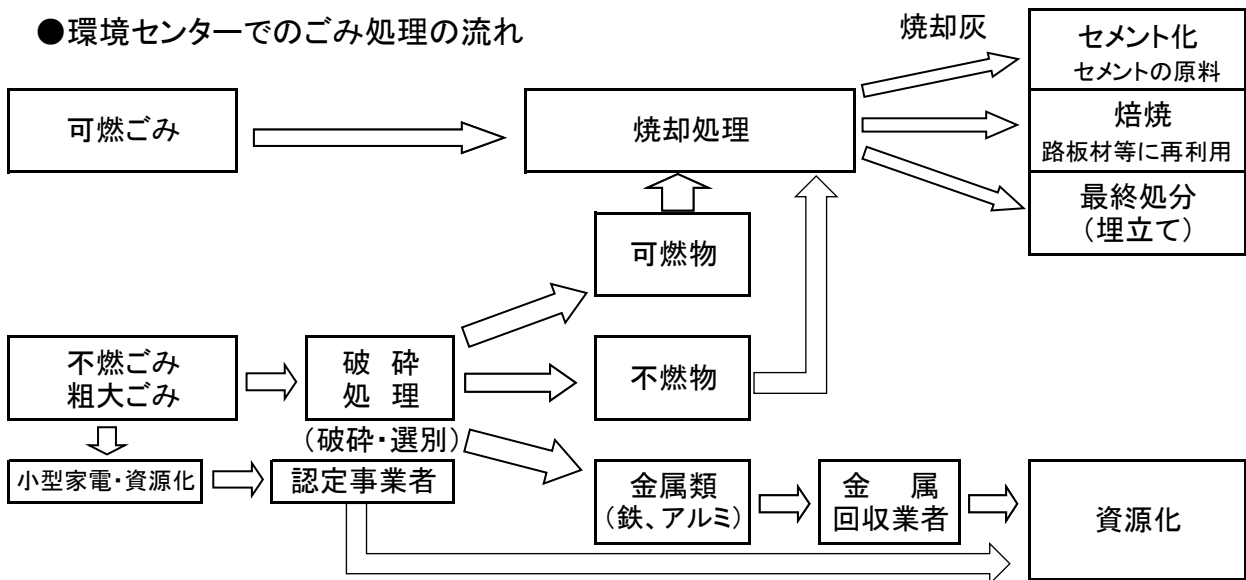 ●環境センターでのごみ処理の流れ
焼却灰
セメント化
セメントの原料
可燃ごみ
焼却処理
焙焼
路板材等に再利用
最終処分
(埋立て)
可燃物
不燃ごみ
粗大ごみ
破 砕
処 理
(破砕・選別)
不燃物
小型家電・資源化
認定事業者
金属類
(鉄、アルミ)
金 属
回収業者
資源化